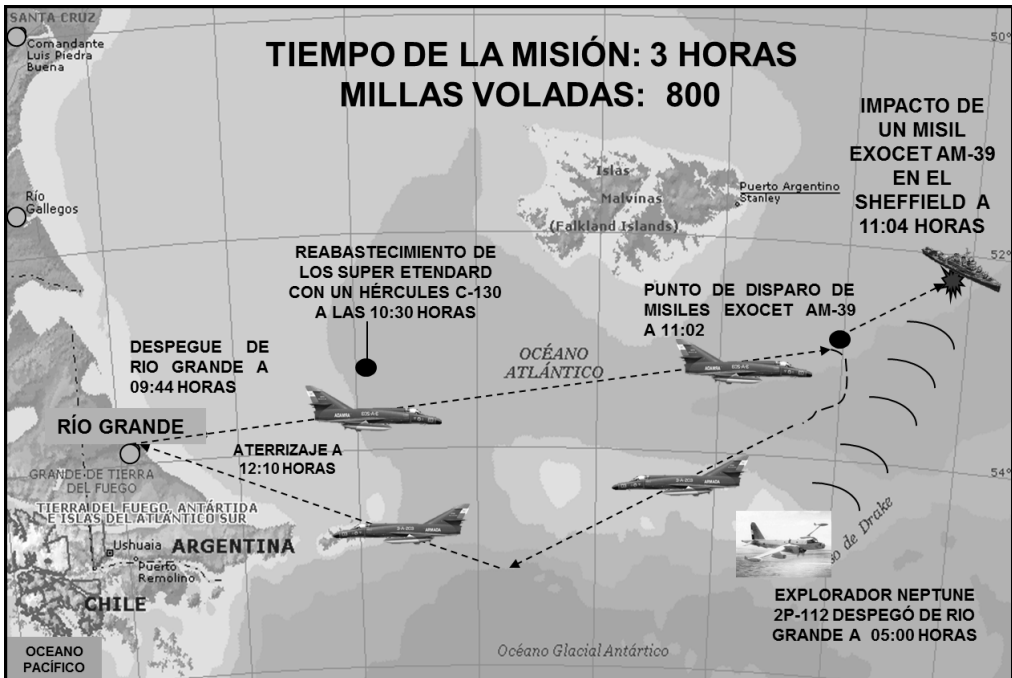 SANTA CRUZ
Comandante
Luis Piedra
Buena
50°
TIEMPO DE LA MISIÓN: 3 HORAS
MILLAS VOLADAS: 800
IMPACTO DE
UN MISIL
EXOCET AM-39
EN EL
SHEFFIELD A
11:04 HORAS
Islas
Malvinas
(Falkland Islands)
Puerto Argentino
Stanley
Río
Gallegos
52°
REABASTECIMIENTO DE
LOS SUPER ETENDARD
CON UN HÉRCULES C-130
A LAS 10:30 HORAS
PUNTO DE DISPARO DE
MISILES EXOCET AM-39
A 11:02
DESPEGUE DE
RIO GRANDE A
09:44 HORAS
OCÉANO
ATLÁNTICO
RÍO GRANDE
ATERRIZAJE A
12:10 HORAS
GRANDE DE TIERRA
DEL FUEGO
54°
TIERRA DEL FUEGO, ANTÁRTIDA
E ISLAS DEL ATLÁNTICO SUR
ARMADA
ARMADA
Ushuaia
ARGENTINA
Puerto
Remolino
CHILE
so de Drake
EXPLORADOR NEPTUNE
2P-112 DESPEGÓ DE RIO
GRANDE A 05:00 HORAS
OCEANO
PACÍFICO
Océano Glacial Antártico